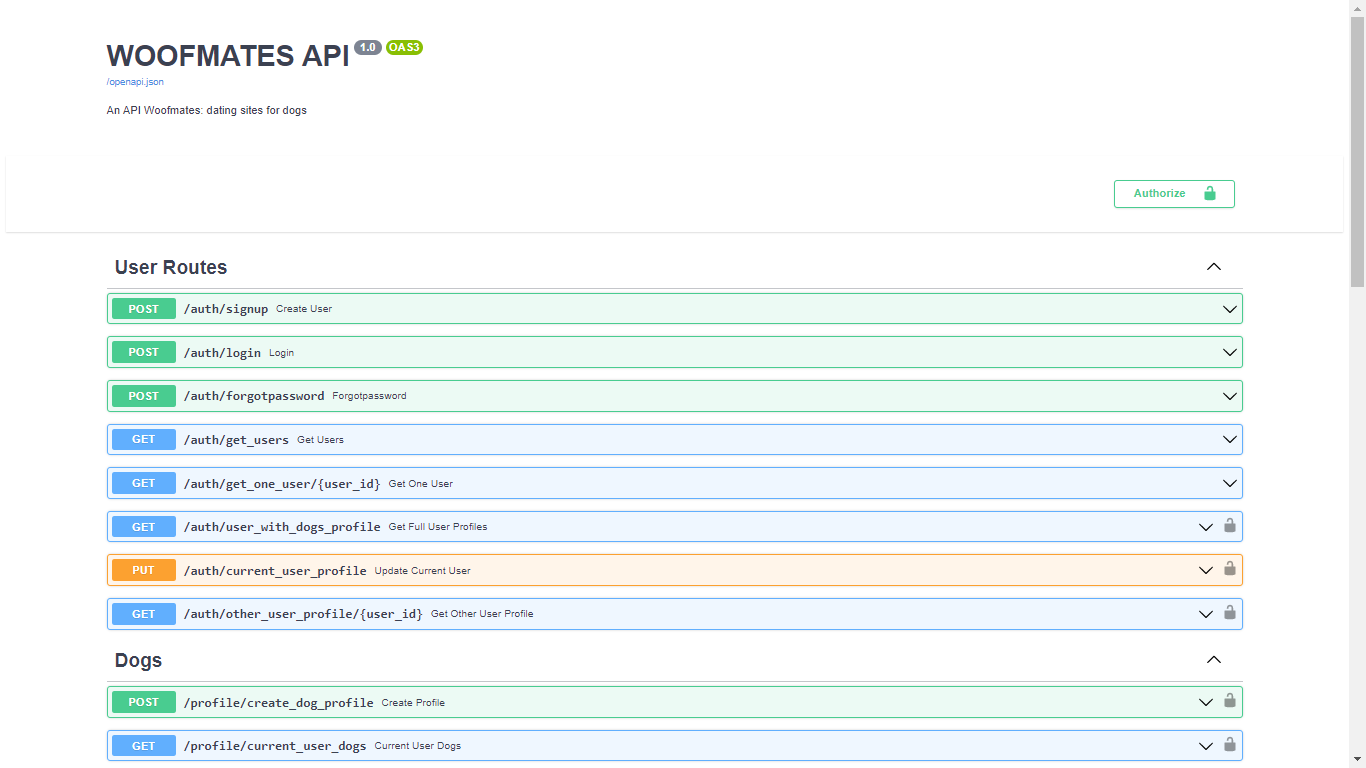 WOOFMATES API 1.0 OAS3
/openapi.json
An API Woofmates: dating sites for dogs
Authorize
User Routes
POST /auth/signup Create User
POST /auth/login Login
POST /auth/forgotpassword Forgotpassword
GET /auth/get_users Get Users
GET /auth/get_one_user/{user_id} Get One User
GET /auth/user_with_dogs_profile Get Full User Profiles
PUT /auth/current_user_profile Update Current User
GET /auth/other_user_profile/{user_id} Get Other User Profile
Dogs
POST /profile/create_dog_profile Create Profile
GET /profile/current_user_dogs Current User Dogs